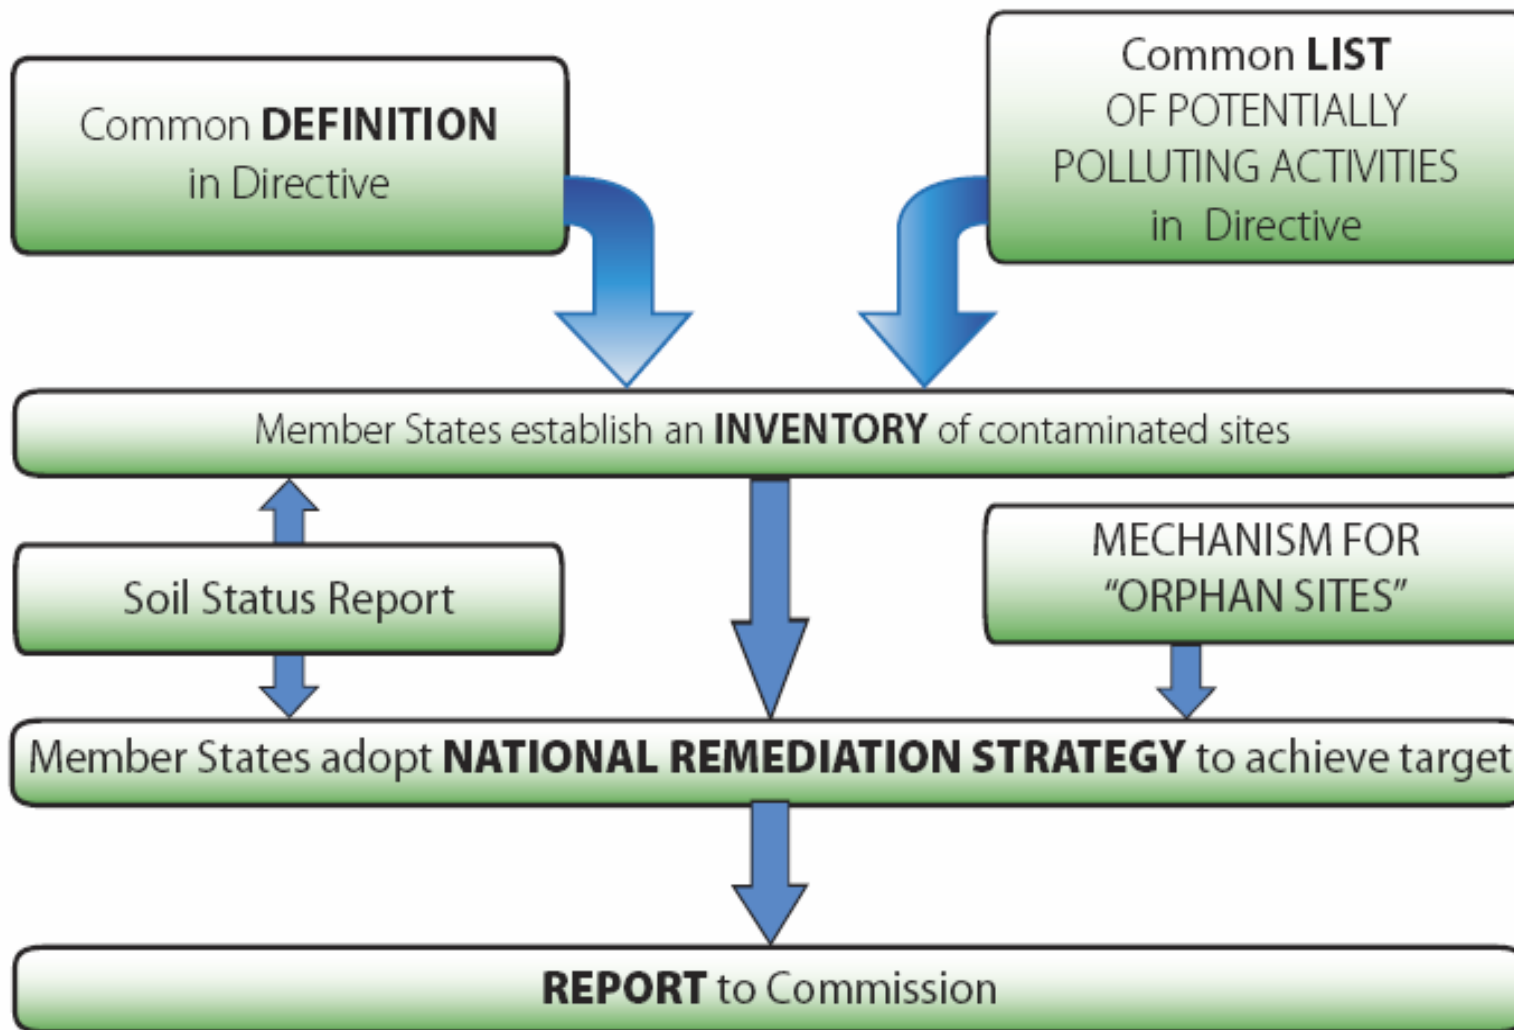 Common DEFINITION
in Directive
Common LIST
OF POTENTIALLY
POLLUTING ACTIVITIES
in Directive
Member States establish an INVENTORY of contaminated sites
Soil Status Report
MECHANISM FOR
“ORPHAN SITES”
Member States adopt NATIONAL REMEDIATION STRATEGY to achieve target
REPORT to Commission